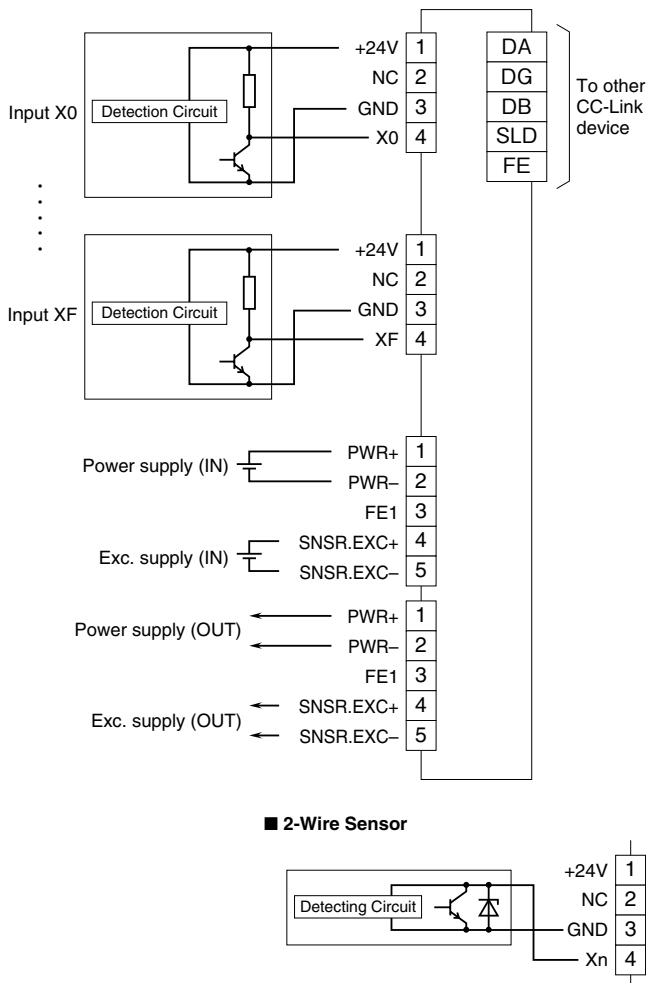 +24V 1
NC 2
Input X0 Detection Circuit GND 3
X0 4
DA
DG
DB
SLD
FE
To other
CC-Link
device
+24V 1
NC 2
Input XF Detection Circuit GND 3
XF 4
Power supply (IN) PWR+ 1
PWR– 2
FE1 3
Exc. supply (IN) SNSR.EXC+ 4
SNSR.EXC– 5
Power supply (OUT) PWR+ 1
PWR– 2
FE1 3
Exc. supply (OUT) SNSR.EXC+ 4
SNSR.EXC– 5
■ 2-Wire Sensor
+24V 1
Detecting Circuit NC 2
GND 3
Xn 4